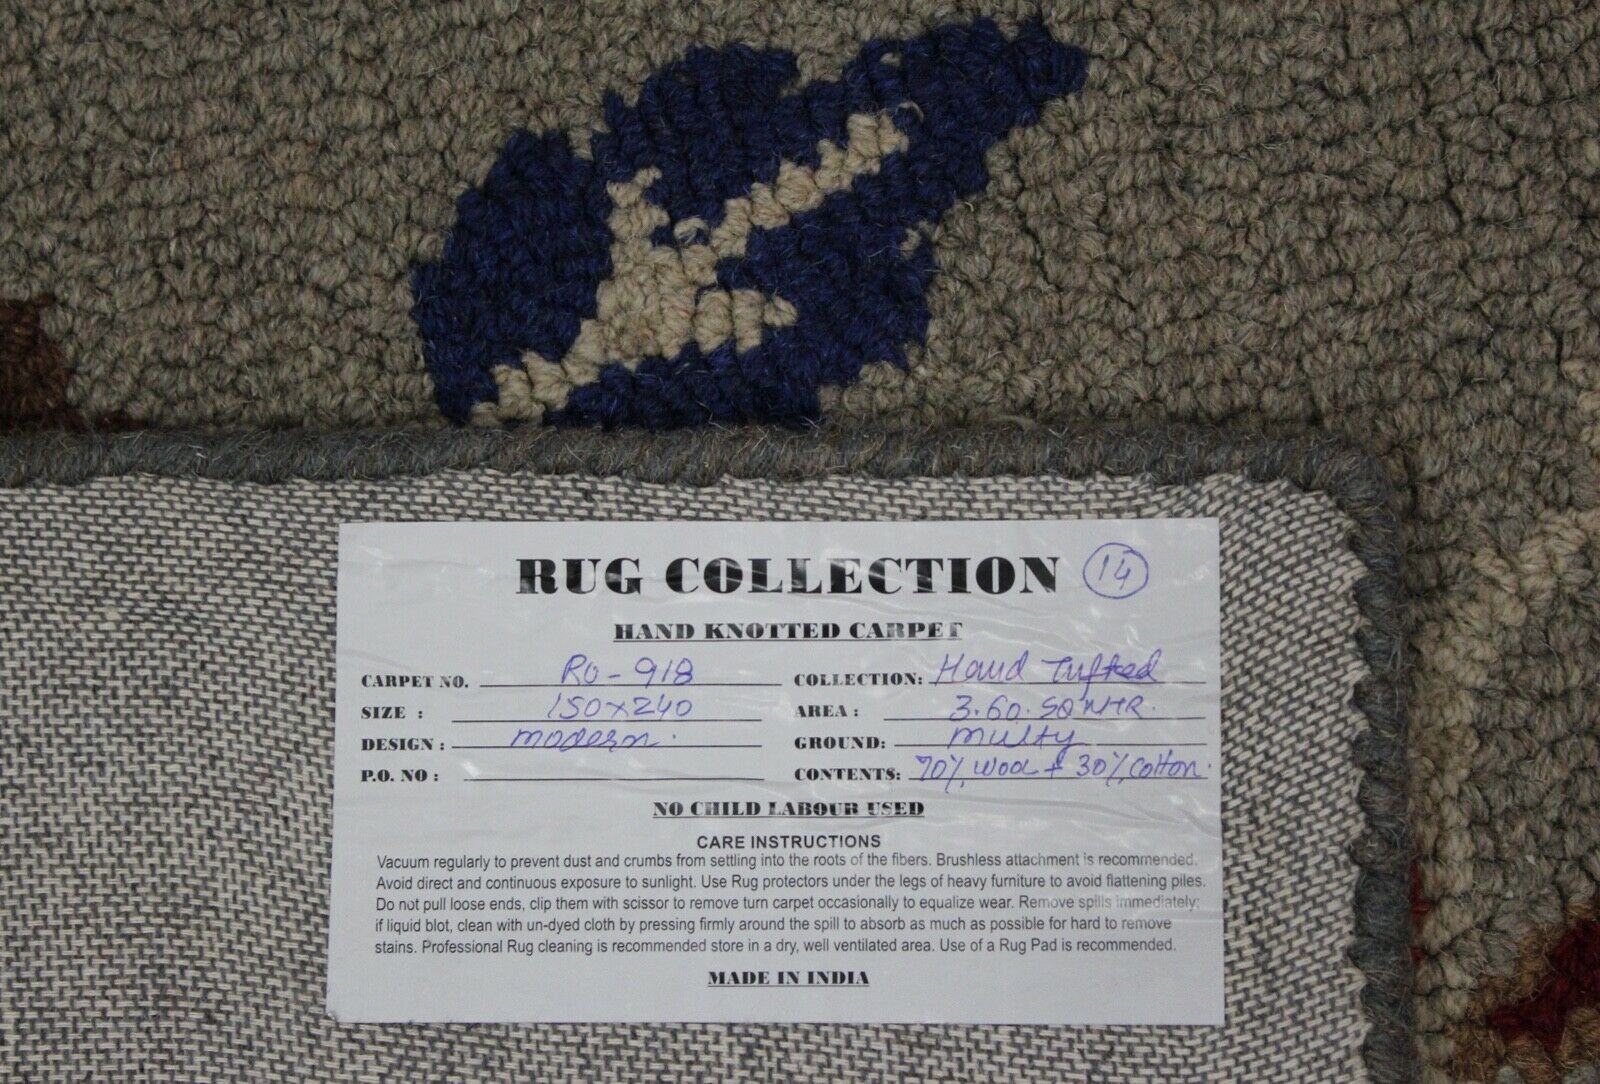 RUG COLLECTION 14
HAND KNOTTED CARPET
CARPET NO. RU-918 COLLECTION: Hand Tufted
SIZE : 150x240 AREA : 3.60. SQ MTR.
DESIGN : modern. GROUND: multy
P.O. NO : CONTENTS: 70% wool + 30% cotton.
NO CHILD LABOUR USED
CARE INSTRUCTIONS
Vacuum regularly to prevent dust and crumbs from settling into the roots of the fibers. Brushless attachment is recommended.
Avoid direct and continuous exposure to sunlight. Use Rug protectors under the legs of heavy furniture to avoid flattening piles.
Do not pull loose ends, clip them with scissor to remove turn carpet occasionally to equalize wear. Remove spills immediately;
if liquid blot, clean with un-dyed cloth by pressing firmly around the spill to absorb as much as possible for hard to remove
stains. Professional Rug cleaning is recommended store in a dry, well ventilated area. Use of a Rug Pad is recommended.
MADE IN INDIA